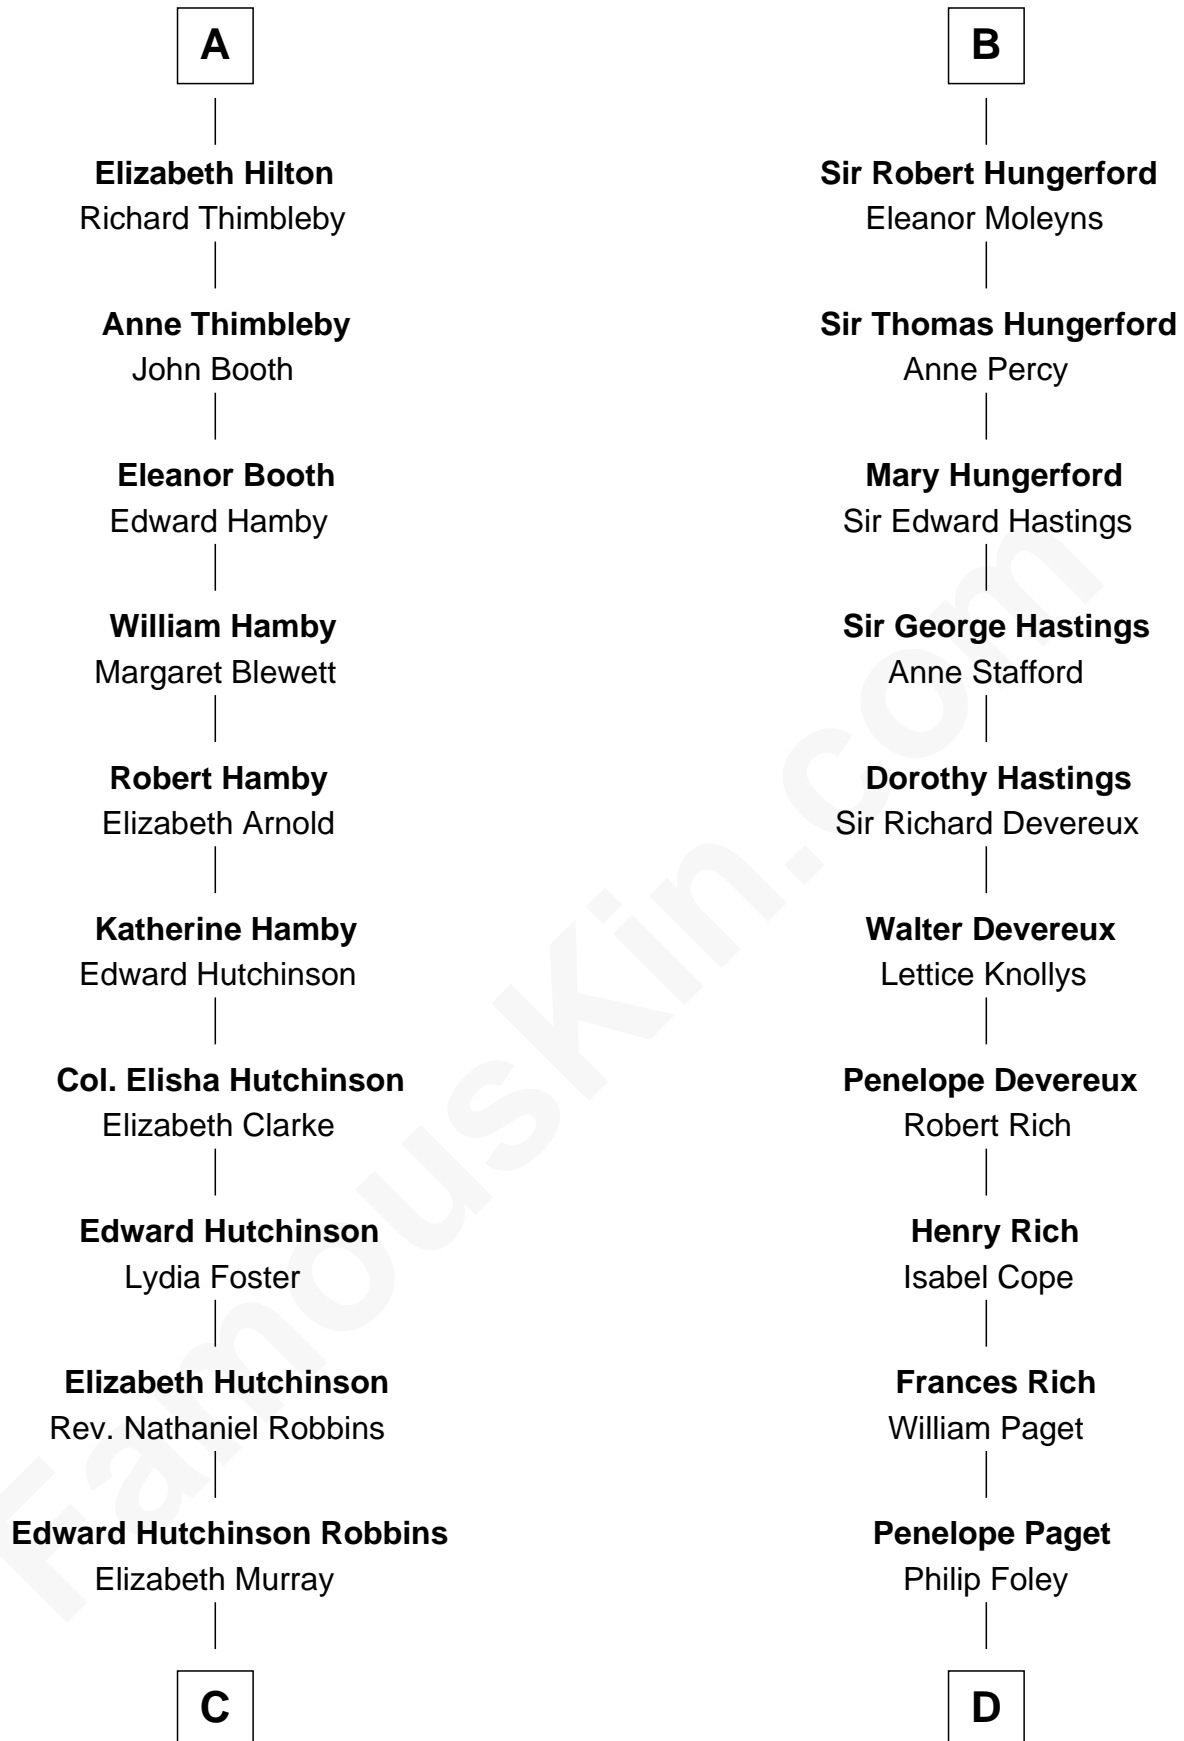 A
Elizabeth Hilton
Richard Thimbleby
Anne Thimbleby
John Booth
Eleanor Booth
Edward Hamby
William Hamby
Margaret Blewett
Robert Hamby
Elizabeth Arnold
Katherine Hamby
Edward Hutchinson
Col. Elisha Hutchinson
Elizabeth Clarke
Edward Hutchinson
Lydia Foster
Elizabeth Hutchinson
Rev. Nathaniel Robbins
Edward Hutchinson Robbins
Elizabeth Murray
C
B
Sir Robert Hungerford
Eleanor Moleyns
Sir Thomas Hungerford
Anne Percy
Mary Hungerford
Sir Edward Hastings
Sir George Hastings
Anne Stafford
Dorothy Hastings
Sir Richard Devereux
Walter Devereux
Lettice Knollys
Penelope Devereux
Robert Rich
Henry Rich
Isabel Cope
Frances Rich
William Paget
Penelope Paget
Philip Foley
D
FamousKin.com